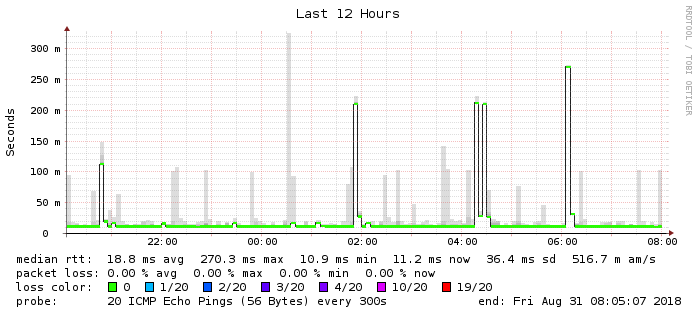 Last 12 Hours
RRDTOOL / TOBI OETIKER
Seconds
300 m
250 m
200 m
150 m
100 m
50 m
0
22:00 00:00 02:00 04:00 06:00 08:00
median rtt: 18.8 ms avg 270.3 ms max 10.9 ms min 11.2 ms now 36.4 ms sd 516.7 m am/s
packet loss: 0.00 % avg 0.00 % max 0.00 % min 0.00 % now
loss color: 0 1/20 2/20 3/20 4/20 10/20 19/20
probe: 20 ICMP Echo Pings (56 Bytes) every 300s end: Fri Aug 31 08:05:07 2018